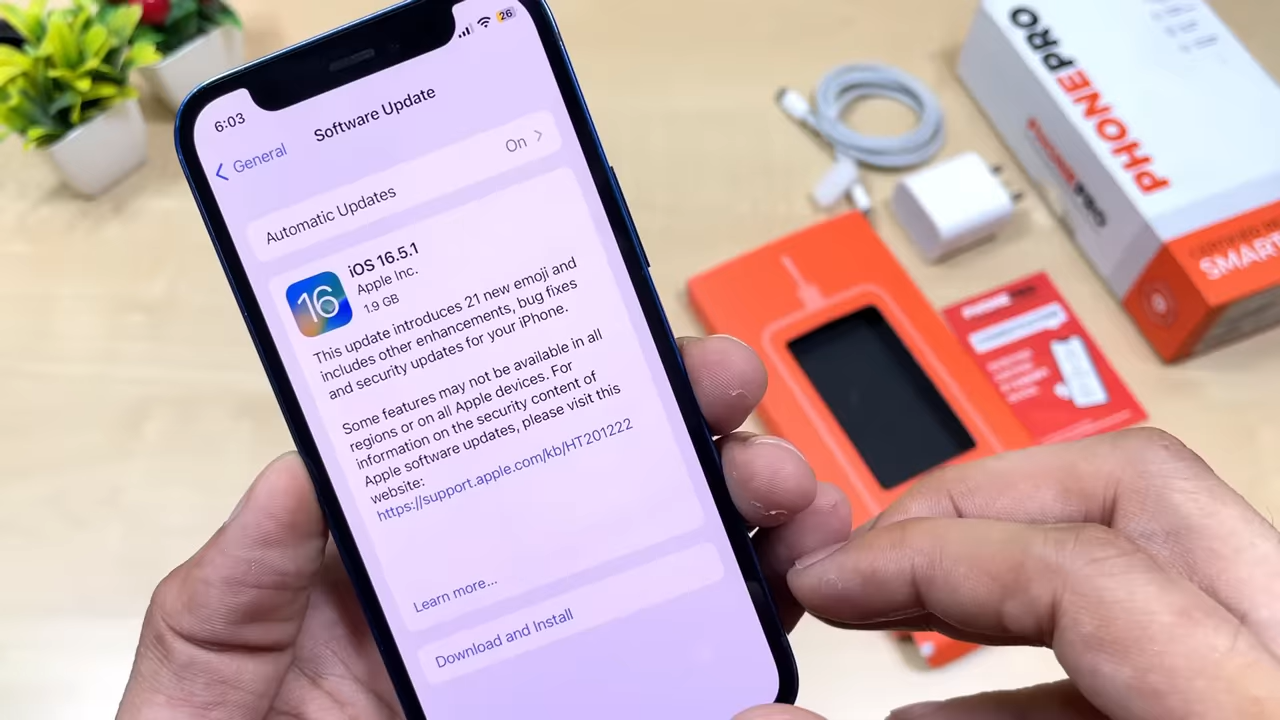 6:03
26
General
Software Update
Automatic Updates
On
16
iOS 16.5.1
Apple Inc.
1.9 GB
This update introduces 21 new emoji and
includes other enhancements, bug fixes
and security updates for your iPhone.
Some features may not be available in all
regions or on all Apple devices. For
information on the security content of
Apple software updates, please visit this
website:
https://support.apple.com/kb/HT201222
Learn more...
Download and Install
PHONEPRO
SMART